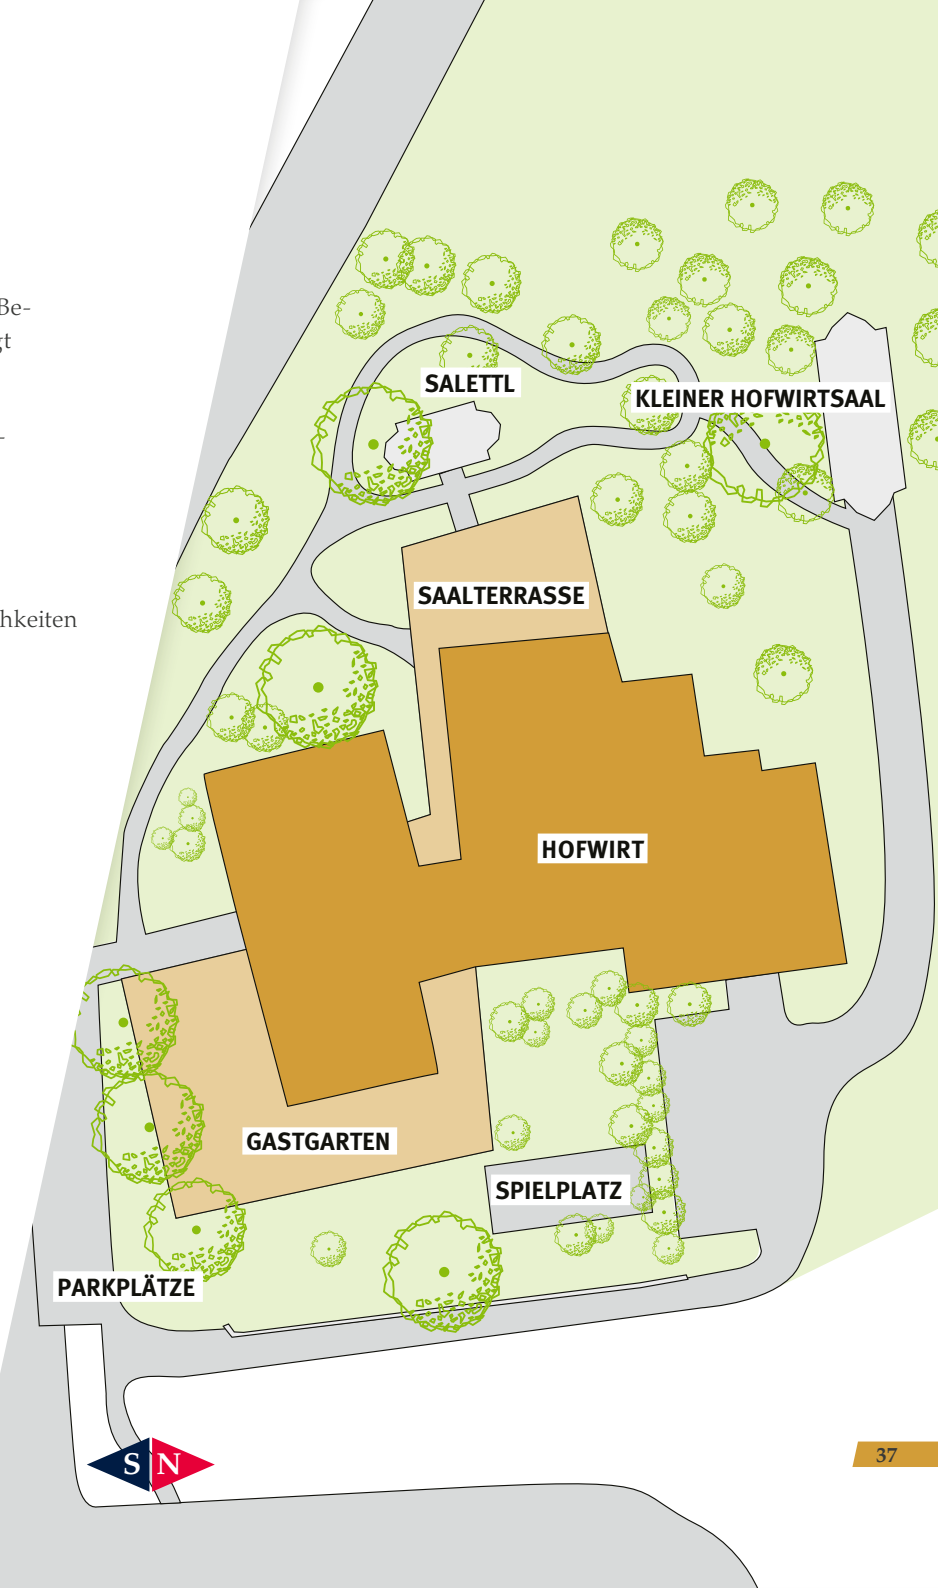 Be-
gt
-
hkeiten
SALETTL
KLEINER HOFWIRTSAAL
SAALTERRASSE
HOFWIRT
GASTGARTEN
SPIELPLATZ
PARKPLÄTZE
S N
37